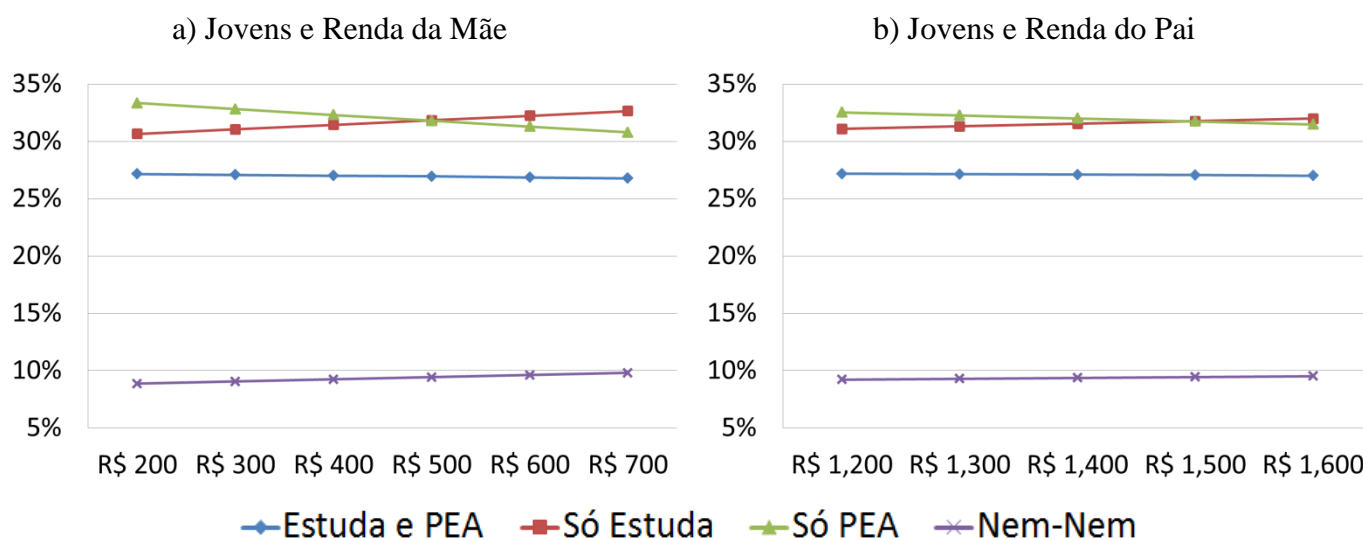 a) Jovens e Renda da Mãe
b) Jovens e Renda do Pai
35%
30%
25%
20%
15%
10%
5%
R$ 200 R$ 300 R$ 400 R$ 500 R$ 600 R$ 700
35%
30%
25%
20%
15%
10%
5%
R$ 1,200 R$ 1,300 R$ 1,400 R$ 1,500 R$ 1,600
Estuda e PEA Só Estuda Só PEA Nem-Nem